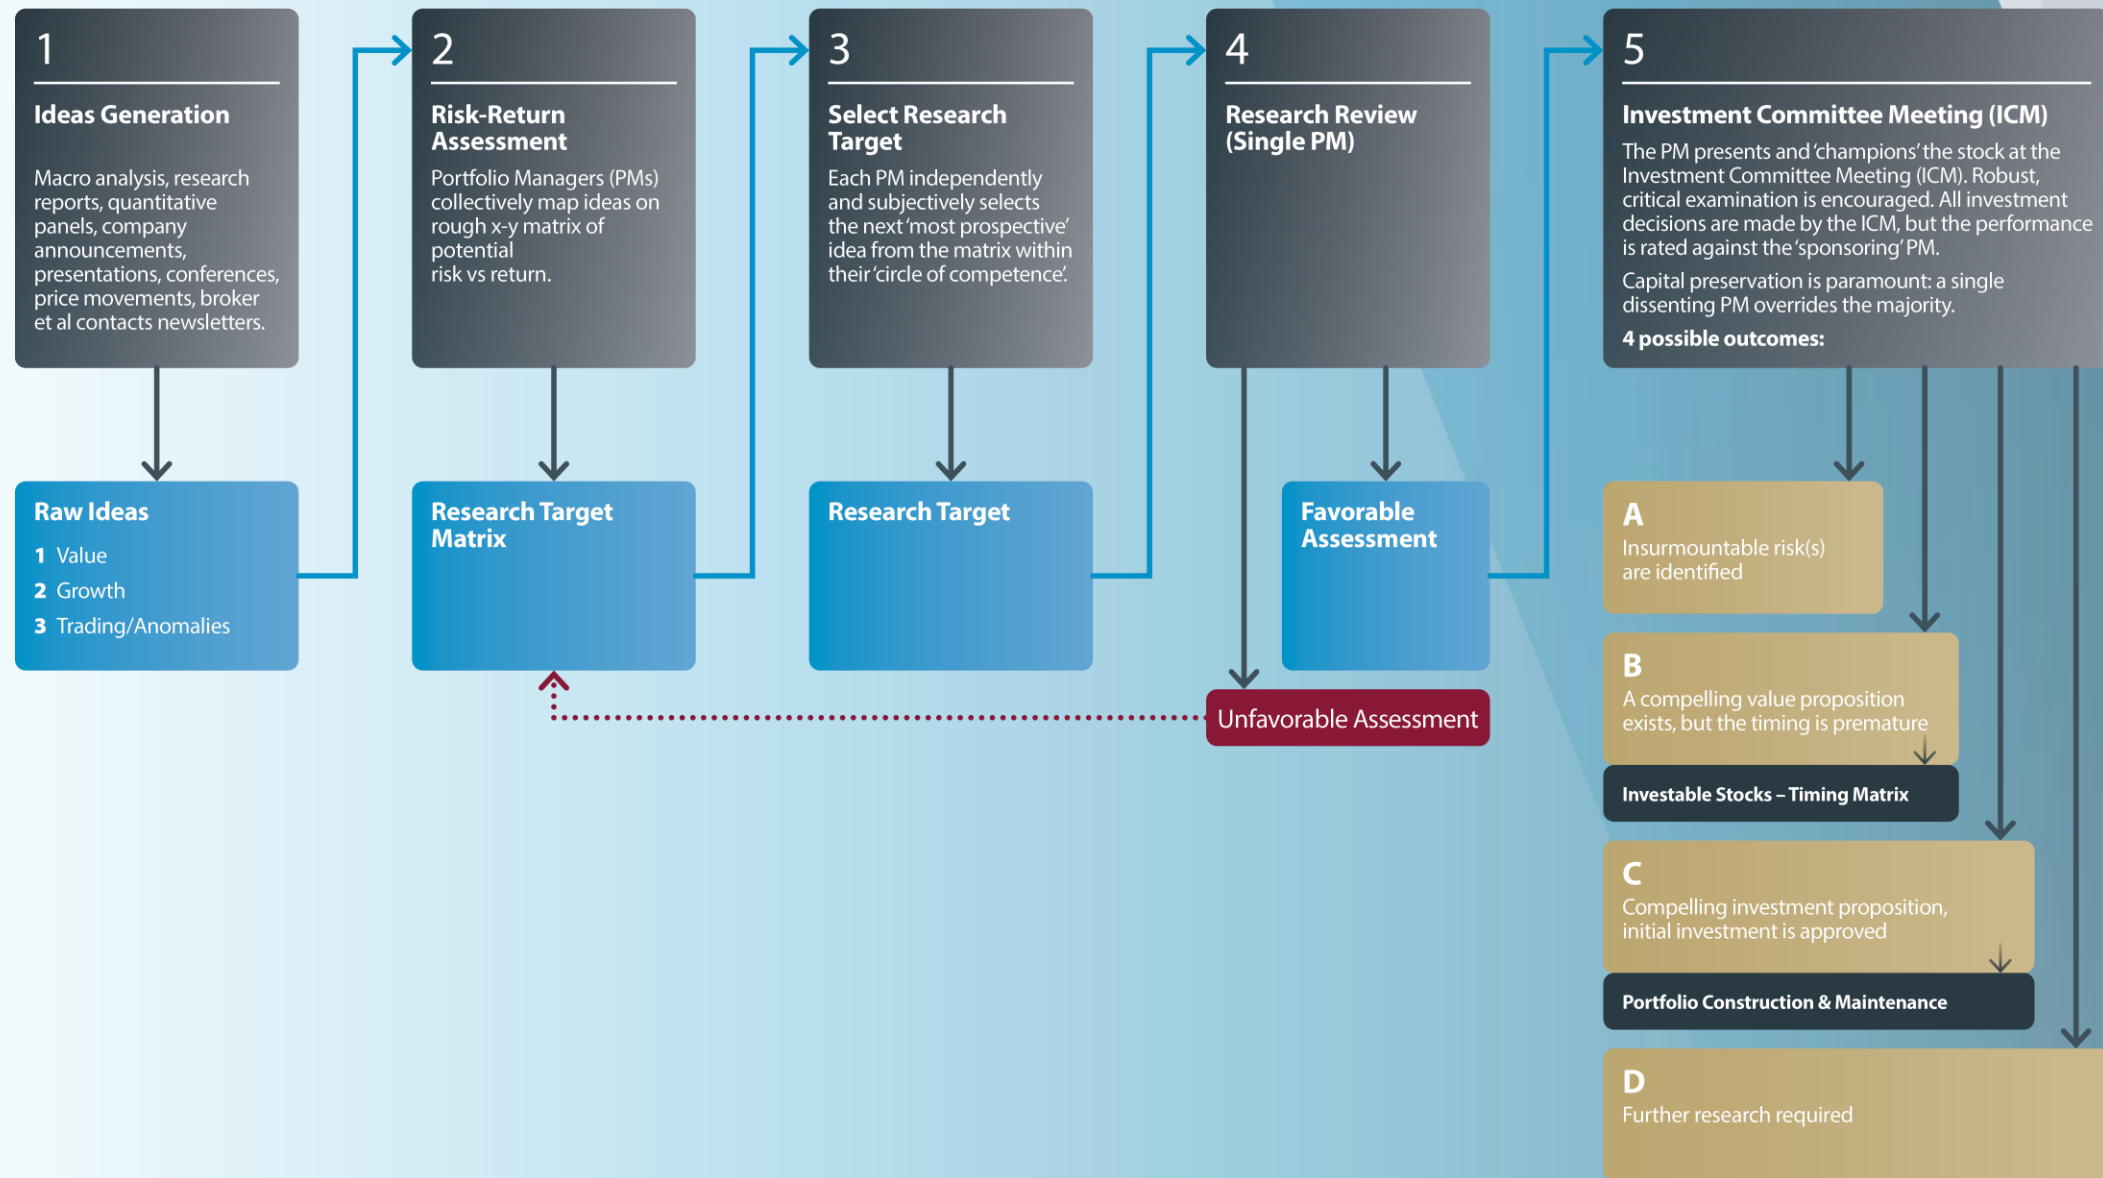 1
Ideas Generation
Macro analysis, research
reports, quantitative
panels, company
announcements,
presentations, conferences,
price movements, broker
et al contacts newsletters.
Raw Ideas
1 Value
2 Growth
3 Trading/Anomalies
2
Risk-Return
Assessment
Portfolio Managers (PMs)
collectively map ideas on
rough x-y matrix of
potential
risk vs return.
Research Target
Matrix
3
Select Research
Target
Each PM independently
and subjectively selects
the next ‘most prospective’
idea from the matrix within
their ‘circle of competence’.
Research Target
4
Research Review
(Single PM)
Favorable
Assessment
Unfavorable Assessment
5
Investment Committee Meeting (ICM)
The PM presents and ‘champions’ the stock at the
Investment Committee Meeting (ICM). Robust,
critical examination is encouraged. All investment
decisions are made by the ICM, but the performance
is rated against the ‘sponsoring’ PM.
Capital preservation is paramount: a single
dissenting PM overrides the majority.
4 possible outcomes:
A
Insurmountable risk(s)
are identified
B
A compelling value proposition
exists, but the timing is premature
Investable Stocks – Timing Matrix
C
Compelling investment proposition,
initial investment is approved
Portfolio Construction & Maintenance
D
Further research required